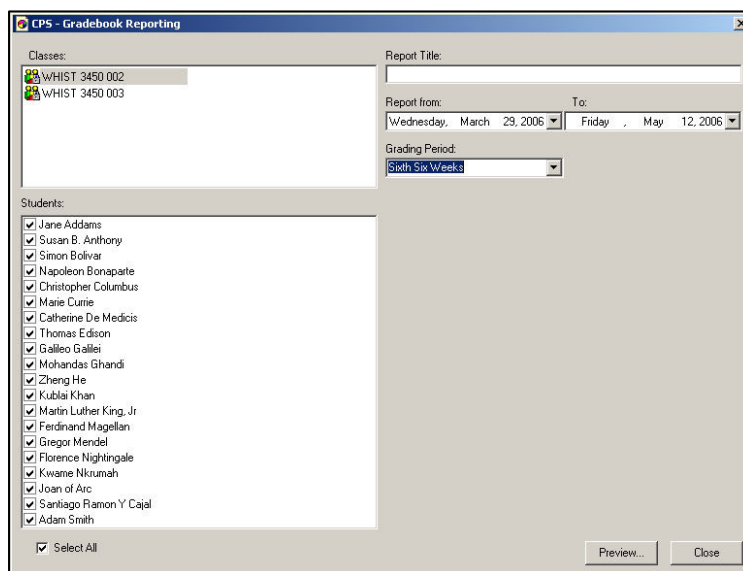 CPS - Gradebook Reporting
Classes:
WHIST 3450 002
WHIST 3450 003
Report Title:
Report from:
To:
Wednesday, March 29, 2006
Friday , May 12, 2006
Grading Period:
Sixth Six Weeks
Students:
Jane Addams
Susan B. Anthony
Simon Bolivar
Napoleon Bonaparte
Christopher Columbus
Marie Currie
Catherine De Medicis
Thomas Edison
Galileo Galilei
Mohandas Ghandi
Zheng He
Kublai Khan
Martin Luther King, Jr
Ferdinand Magellan
Gregor Mendel
Florence Nightingale
Kwame Nkrumah
Joan of Arc
Santiago Ramon Y Cajal
Adam Smith
Select All
Preview...
Close